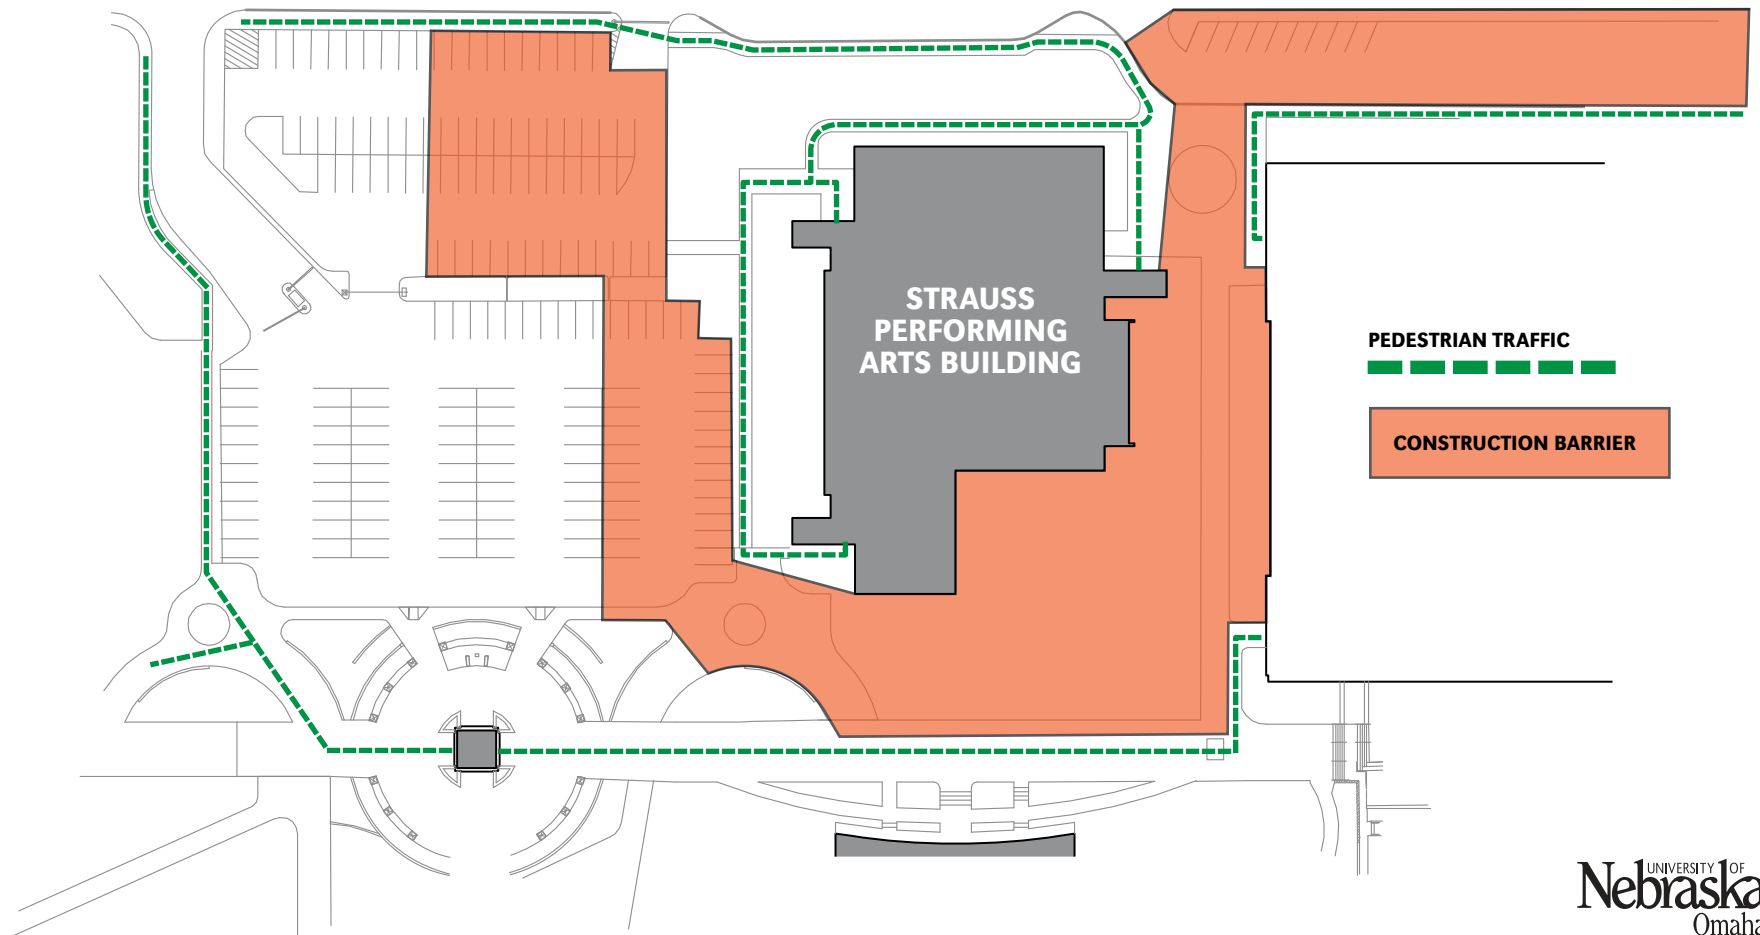 STRAUSS
PERFORMING
ARTS BUILDING
PEDESTRIAN TRAFFIC
CONSTRUCTION BARRIER
UNIVERSITY OF
Nebraska
Omaha